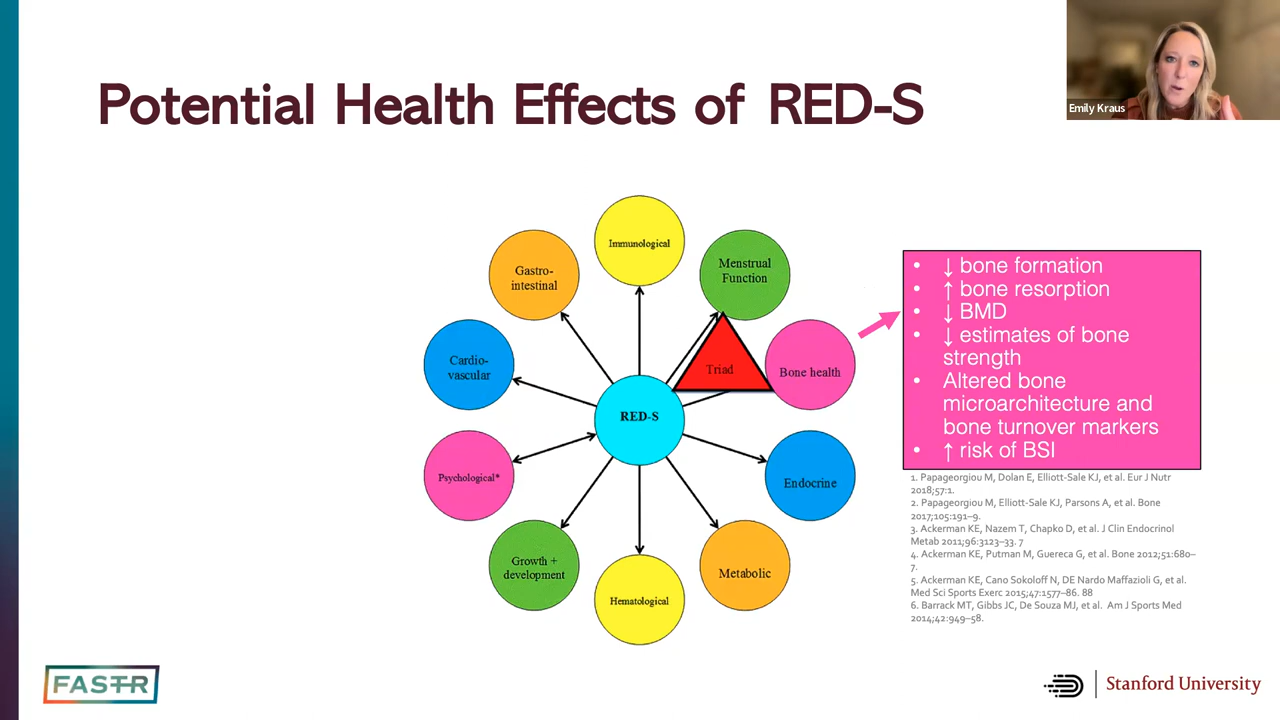 Potential Health Effects of RED-S
Emily Kraus
Immunological
Gastro-
intestinal
Menstrual
Function
Cardio-
vascular
Triad
Bone health
RED-S
Psychological*
Endocrine
Growth +
development
Metabolic
Hematological
• ↓ bone formation
• ↑ bone resorption
• ↓ BMD
• ↓ estimates of bone
strength
• Altered bone
microarchitecture and
bone turnover markers
• ↑ risk of BSI
1. Papageorgiou M, Dolan E, Elliott-Sale KJ, et al. Eur J Nutr
2018;57:1.
2. Papageorgiou M, Elliott-Sale KJ, Parsons A, et al. Bone
2017;105:191–9.
3. Ackerman KE, Nazem T, Chapko D, et al. J Clin Endocrinol
Metab 2011;96:3123–33. 7
4. Ackerman KE, Putman M, Guereca G, et al. Bone 2012;51:680–
7.
5. Ackerman KE, Cano Sokoloff N, DE Nardo Maffazioli G, et al.
Med Sci Sports Exerc 2015;47:1577–86. 88
6. Barrack MT, Gibbs JC, De Souza MJ, et al. Am J Sports Med
2014;42:949–58.
FASTR
Stanford University